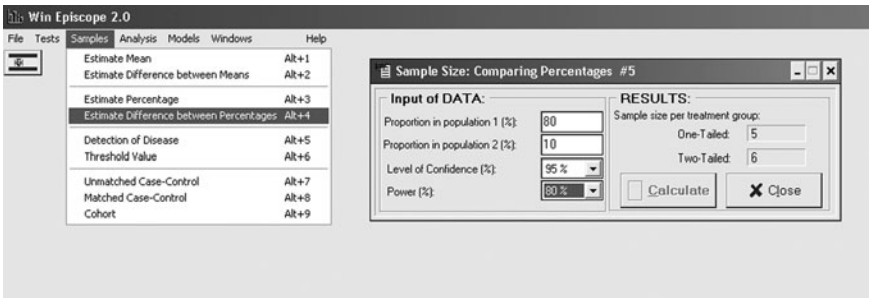 Win Episcope 2.0
File Tests Samples Analysis Models Windows Help
Estimate Mean Alt+1
Estimate Difference between Means Alt+2
Estimate Percentage Alt+3
Estimate Difference between Percentages Alt+4
Detection of Disease Alt+5
Threshold Value Alt+6
Unmatched Case-Control Alt+7
Matched Case-Control Alt+8
Cohort Alt+9
Sample Size: Comparing Percentages #5
Input of DATA:
Proportion in population 1 (%): 80
Proportion in population 2 (%): 10
Level of Confidence (%): 95 %
Power (%): 80 %
RESULTS:
Sample size per treatment group:
One-Tailed: 5
Two-Tailed: 6
Calculate
Close